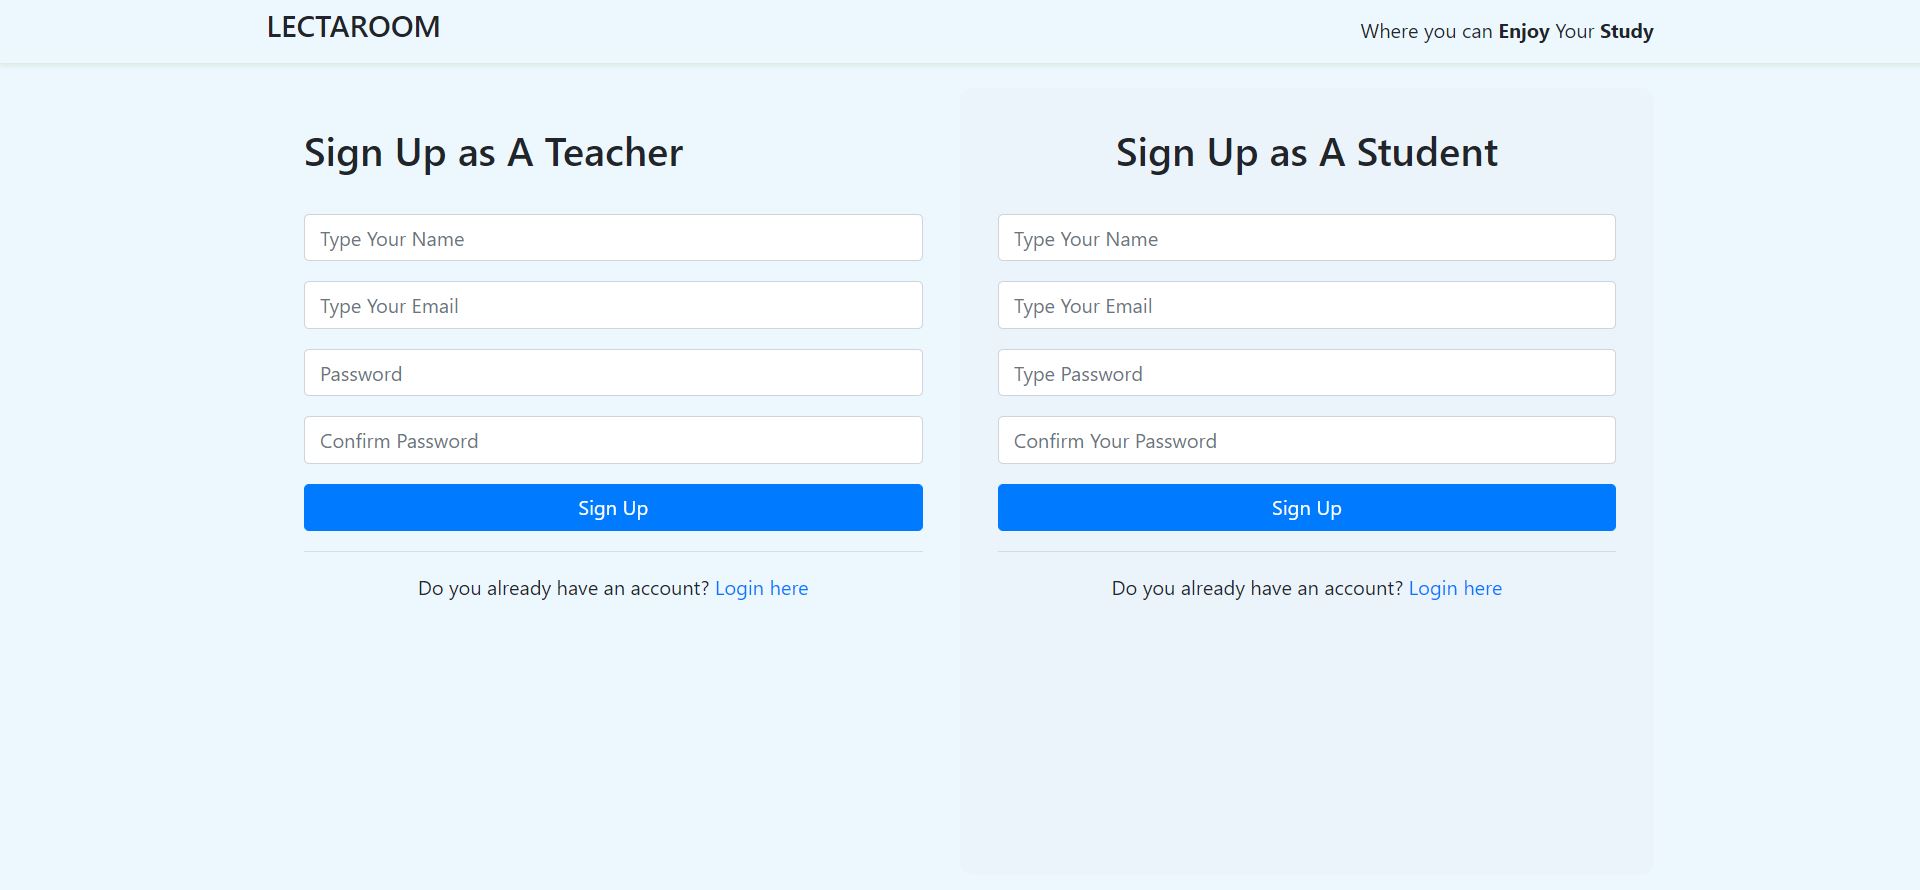 LECTAROOM
Where you can Enjoy Your Study
Sign Up as A Teacher
Type Your Name
Type Your Email
Password
Confirm Password
Sign Up
Do you already have an account? Login here
Sign Up as A Student
Type Your Name
Type Your Email
Type Password
Confirm Your Password
Sign Up
Do you already have an account? Login here